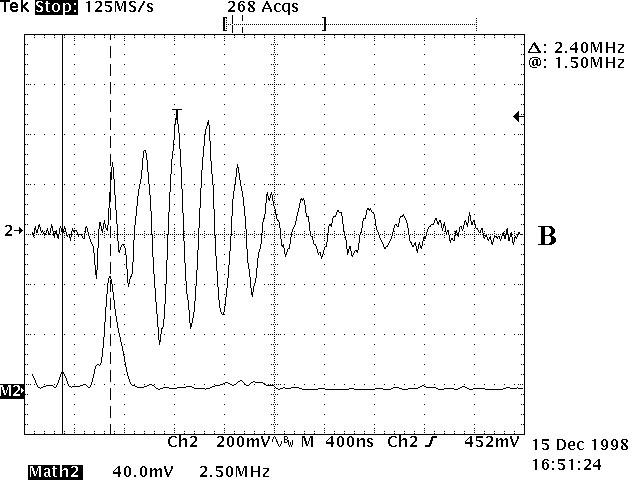 Tek Stop: 125MS/s 268 Acqs
Δ: 2.40MHz
@: 1.50MHz
T
2→
B
M2
Ch2 200mV∿BW M 400ns Ch2 ƒ 452mV
15 Dec 1998
16:51:24
Math2 40.0mV 2.50MHz